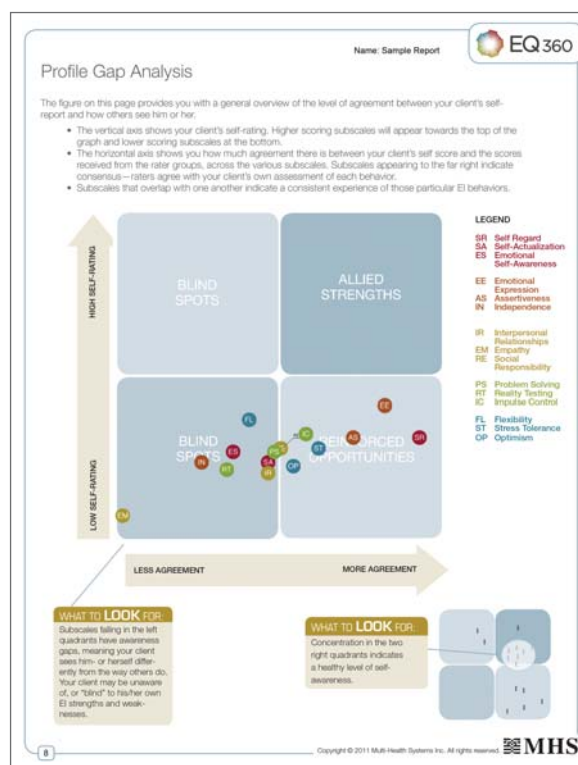 Name: Sample Report
EQ360
Profile Gap Analysis
The figure on this page provides you with a general overview of the level of agreement between your client's self-
report and how others see him or her.
• The vertical axis shows your client's self-rating. Higher scoring subscales will appear towards the top of the
graph and lower scoring subscales at the bottom.
• The horizontal axis shows you how much agreement there is between your client's self score and the scores
received from the rater groups, across the various subscales. Subscales appearing to the far right indicate
consensus—raters agree with your client's own assessment of each behavior.
• Subscales that overlap with one another indicate a consistent experience of those particular EI behaviors.
HIGH SELF-RATING
LOW SELF-RATING
BLIND
SPOTS
ALLIED
STRENGTHS
BLIND
SPOTS
REINFORCED
OPPORTUNITIES
EE
FL
IC
AS
SR
ES
PS
ST
IN
SA
RT
IR
OP
EM
LEGEND
SR Self Regard
SA Self-Actualization
ES Emotional
Self-Awareness
EE Emotional
Expression
AS Assertiveness
IN Independence
IR Interpersonal
Relationships
EM Empathy
RE Social
Responsibility
PS Problem Solving
RT Reality Testing
IC Impulse Control
FL Flexibility
ST Stress Tolerance
OP Optimism
LESS AGREEMENT
MORE AGREEMENT
WHAT TO LOOK FOR:
Subscales falling in the left
quadrants have awareness
gaps, meaning your client
sees him- or herself differ-
ently from the way others do.
Your client may be unaware
of, or "blind" to his/her own
EI strengths and weak-
nesses.
WHAT TO LOOK FOR:
Concentration in the two
right quadrants indicates
a healthy level of self-
awareness.
8
Copyright © 2011 Multi-Health Systems Inc. All rights reserved.
MHS